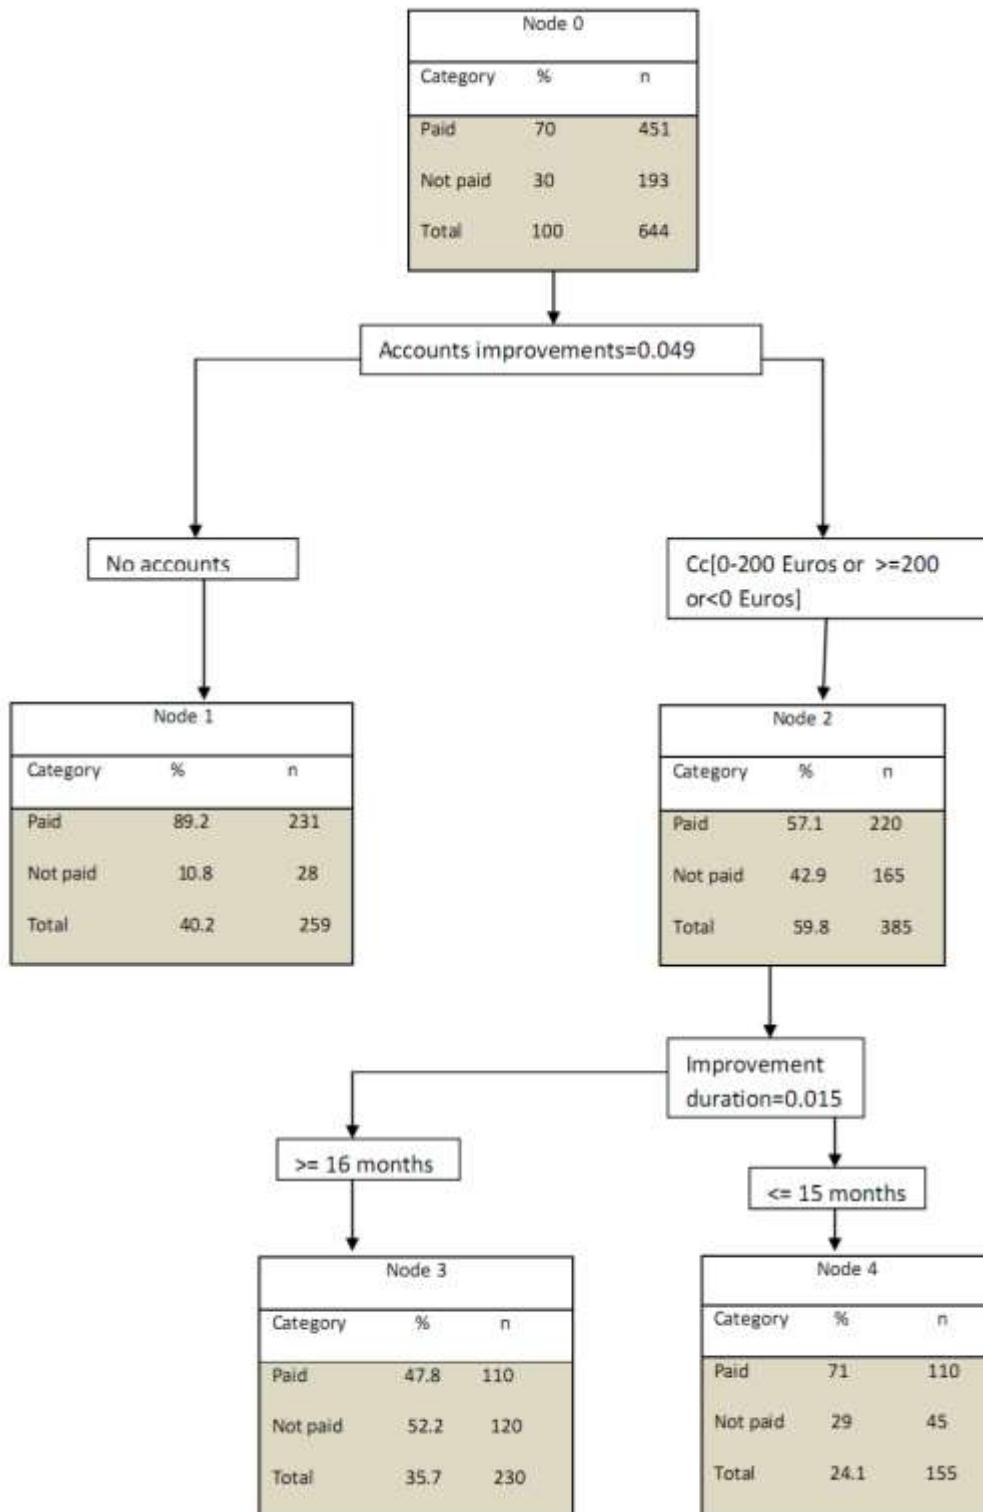 Node 0
Category % n
Paid 70 451
Not paid 30 193
Total 100 644
Accounts improvements=0.049
No accounts
Cc[0-200 Euros or >=200
or<0 Euros]
Node 1
Category % n
Paid 89.2 231
Not paid 10.8 28
Total 40.2 259
Node 2
Category % n
Paid 57.1 220
Not paid 42.9 165
Total 59.8 385
Improvement
duration=0.015
>= 16 months
<= 15 months
Node 3
Category % n
Paid 47.8 110
Not paid 52.2 120
Total 35.7 230
Node 4
Category % n
Paid 71 110
Not paid 29 45
Total 24.1 155